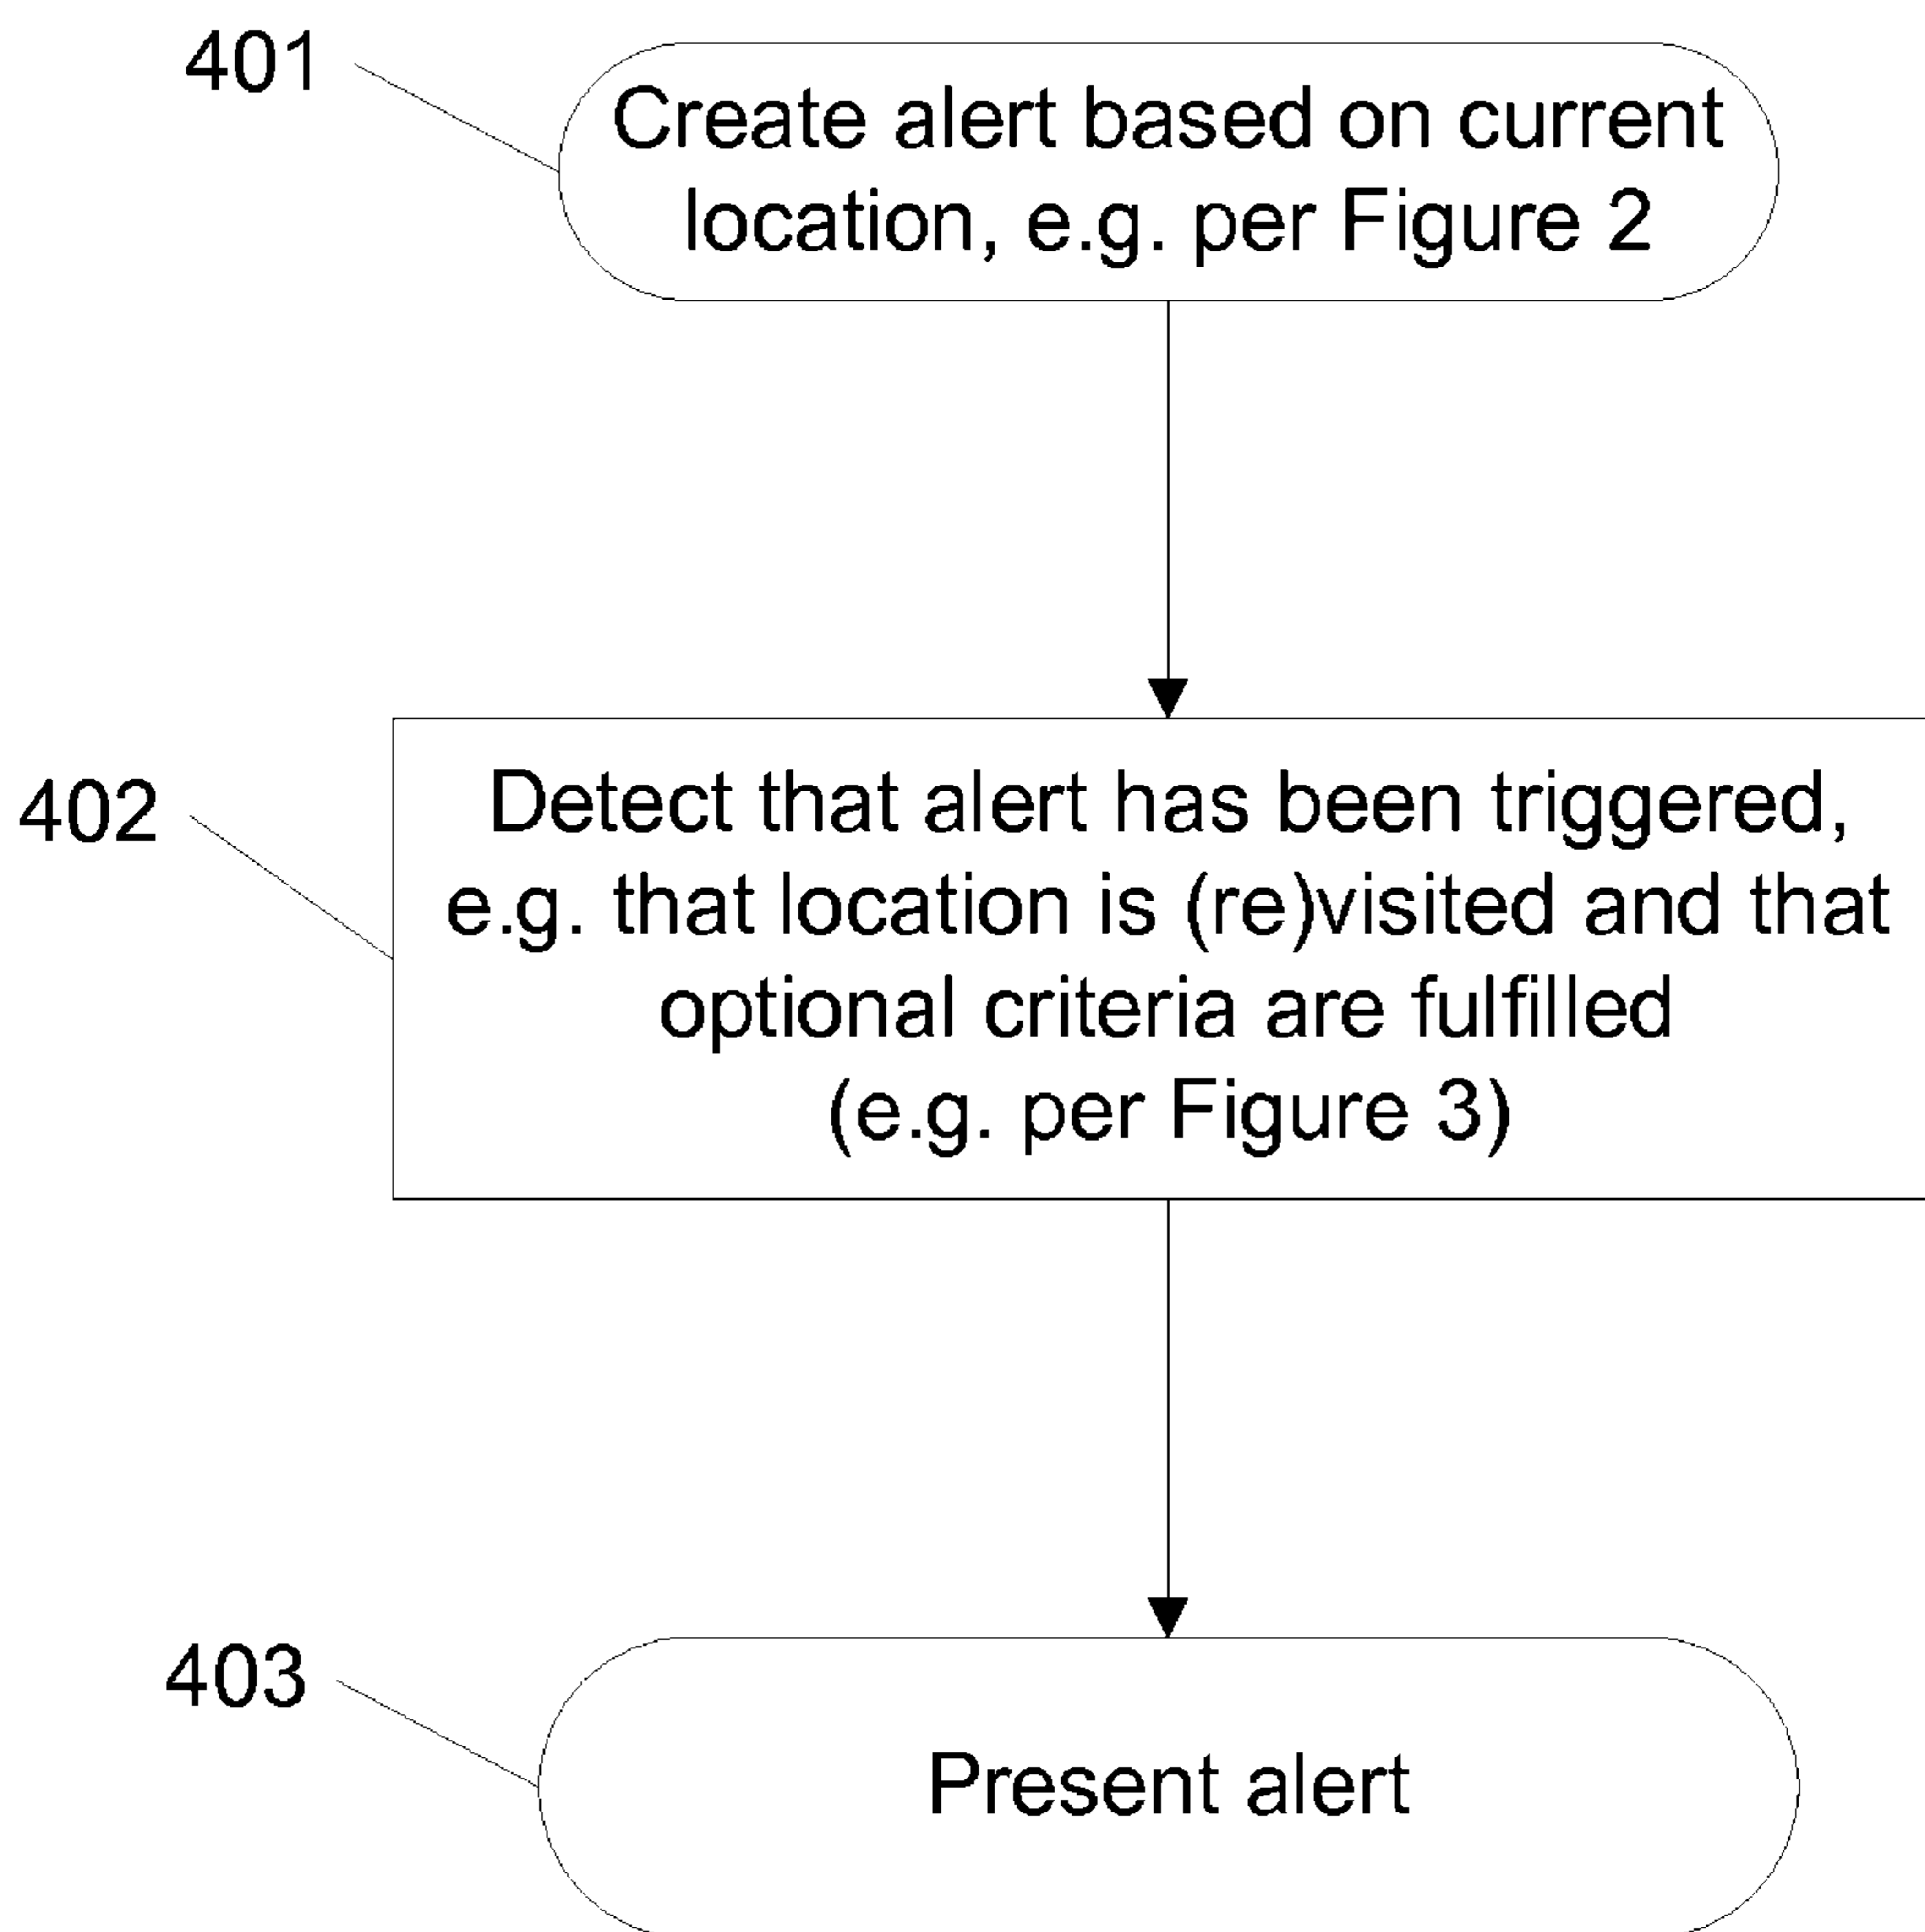 401
Create alert based on current
location, e.g. per Figure 2
402
Detect that alert has been triggered,
e.g. that location is (re)visited and that
optional criteria are fulfilled
(e.g. per Figure 3)
403
Present alert